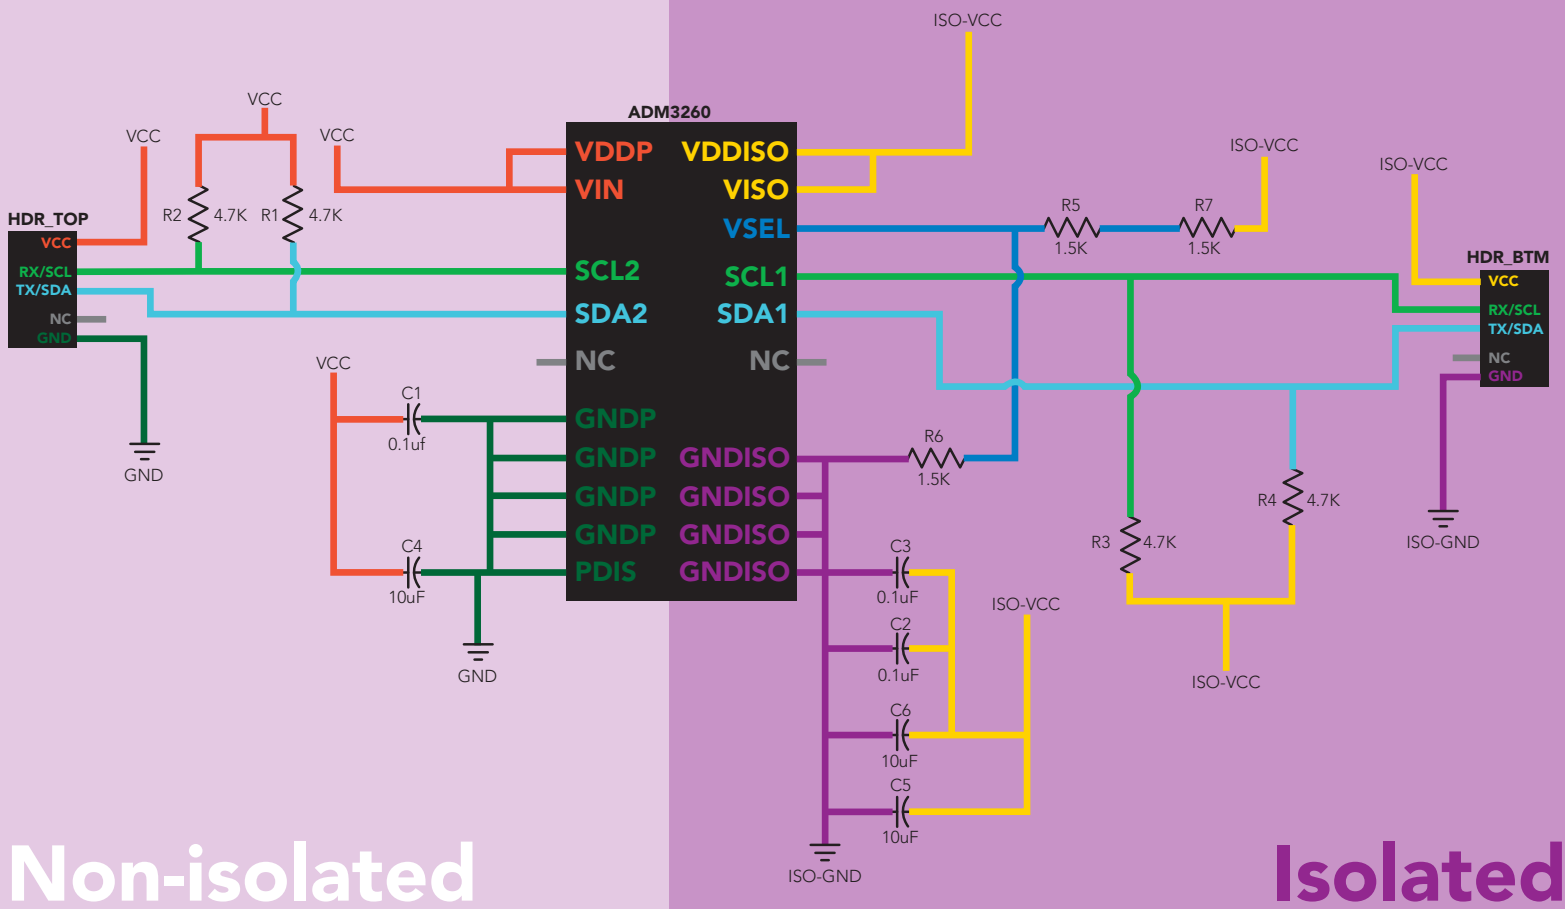 ISO-VCC
VCC
ADM3260
VCC
VCC
ISO-VCC
ISO-VCC
VDDP
VDDISO
VIN
VISO
R2
4.7K
R1
4.7K
HDR_TOP
VCC
RX/SCL
TX/SDA
NC
GND
VSEL
R5
1.5K
R7
1.5K
HDR_BTM
VCC
RX/SCL
TX/SDA
NC
GND
SCL2
SCL1
SDA2
SDA1
NC
NC
VCC
C1
0.1uf
GNDP
GNDP
GNDISO
R6
1.5K
GND
GNDP
GNDISO
R4
4.7K
GNDP
GNDISO
ISO-GND
R3
4.7K
C4
10uF
PDIS
GNDISO
C3
0.1uF
ISO-VCC
C2
0.1uF
GND
ISO-VCC
C6
10uF
C5
10uF
ISO-GND
Non-isolated
Isolated